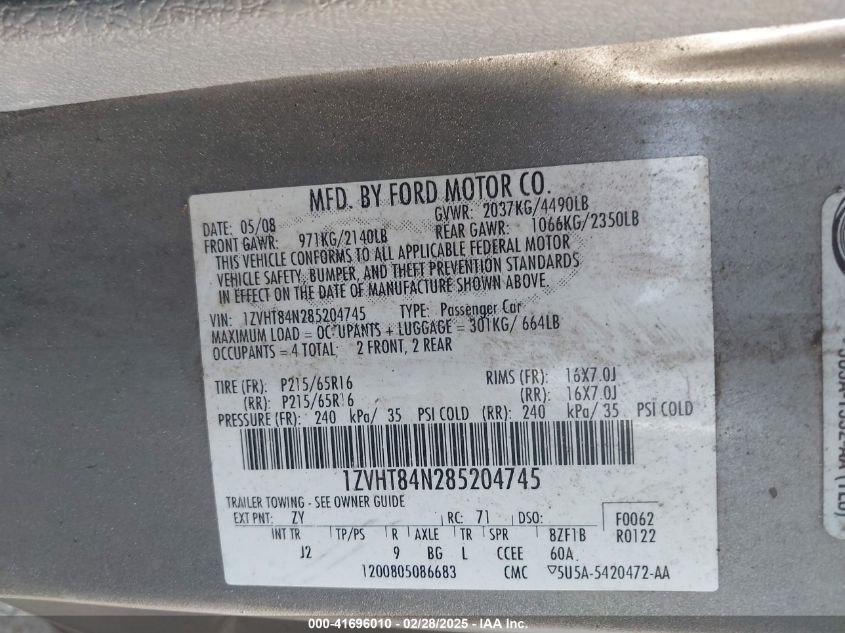 MFD. BY FORD MOTOR CO.
DATE: 05/08 GVWR: 2037KG/4490LB
FRONT GAWR: 971KG/2140LB REAR GAWR: 1066KG/2350LB
THIS VEHICLE CONFORMS TO ALL APPLICABLE FEDERAL MOTOR
VEHICLE SAFETY, BUMPER, AND THEFT PREVENTION STANDARDS
IN EFFECT ON THE DATE OF MANUFACTURE SHOWN ABOVE.
VIN: 1ZVHT84N285204745 TYPE: Passenger Car
MAXIMUM LOAD = OCCUPANTS + LUGGAGE = 301KG/ 664LB
OCCUPANTS = 4 TOTAL: 2 FRONT, 2 REAR
TIRE (FR): P215/65R16 RIMS (FR): 16X7.0J
(RR): P215/65R16 (RR): 16X7.0J
PRESSURE (FR): 240 kPa/ 35 PSI COLD (RR): 240 kPa/ 35 PSI COLD
1ZVHT84N285204745
TRAILER TOWING - SEE OWNER GUIDE
EXT PNT: ZY RC: 71 DSO: F0062
INT TR TP/PS R AXLE TR SPR BZF1B R0122
J2 9 BG L CCEE 60A
1200805086683 CMC ▽5U5A-5420472-AA
000-41696010 - 02/28/2025 - IAAI.com